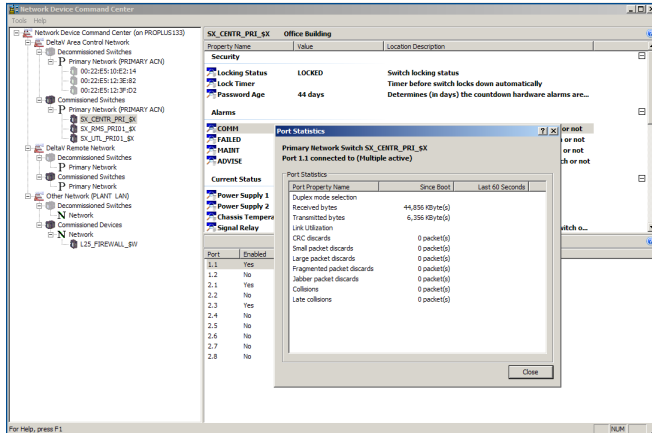 Network Device Command Center
Tools Help
Network Device Command Center (on PROPLUS133)
DeltaV Area Control Network
Decommissioned Switches
Primary Network (PRIMARY ACN)
00:22:E5:10:E2:14
00:22:E5:12:3E:82
00:22:E5:12:3F:D2
Commissioned Switches
Primary Network (PRIMARY ACN)
SX_CENTR_PRI_$X
SX_RMS_PRI01_$X
SX_UTL_PRI01_$X
DeltaV Remote Network
Decommissioned Switches
Primary Network
Commissioned Switches
Primary Network
Other Network (PLANT LAN)
Decommissioned Switches
N Network
Commissioned Devices
N Network
L25_FIREWALL_$W
SX_CENTR_PRI_$X Office Building
Property Name Value Location Description
Security
Locking Status LOCKED Switch locking status
Lock Timer Timer before switch locks down automatically
Password Age 44 days Determines (in days) the countdown hardware alarms are...
Alarms
COMM or not
FAILED or not
MAINT or not
ADVISE ch or not
Current Status
Power Supply 1
Power Supply 2
Chassis Tempera
Signal Relay witch o...
Port Enabled
1.1 Yes
1.2 No
2.1 Yes
2.2 No
2.3 Yes
2.4 No
2.5 No
2.6 No
2.7 No
2.8 No
Port Statistics
Primary Network Switch SX_CENTR_PRI_$X
Port 1.1 connected to (Multiple active)
Port Statistics
Port Property Name Since Boot Last 60 Seconds
Duplex mode Selection
Received bytes 44,856 KByte(s)
Transmitted bytes 6,356 KByte(s)
Link Utilization
CRC discards 0 packet(s)
Small packet discards 0 packet(s)
Large packet discards 0 packet(s)
Fragmented packet discards 0 packet(s)
Jabber packet discards 0 packet(s)
Collisions 0 packet(s)
Late collisions 0 packet(s)
Close
For Help, press F1
NUM